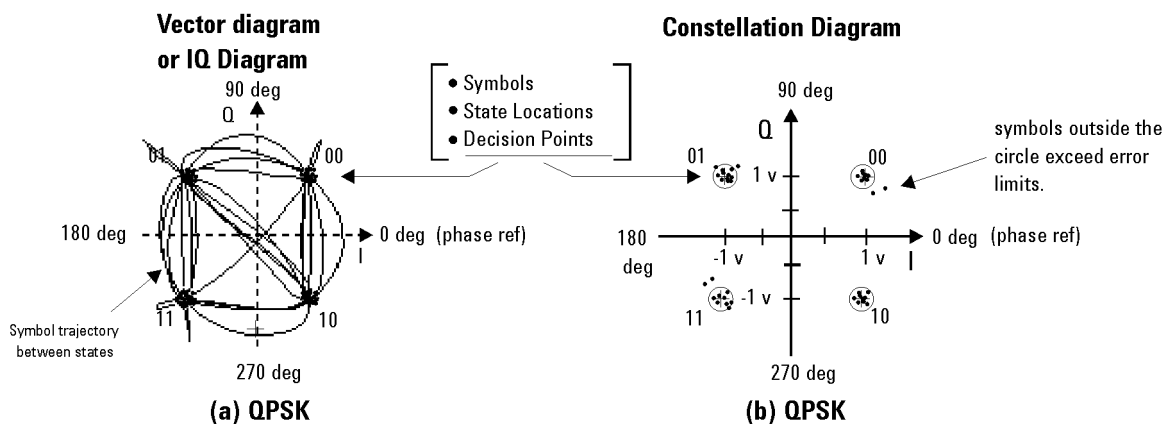 Vector diagram
or IQ Diagram
90 deg
Q
01
00
180 deg
0 deg (phase ref)
I
11
10
Symbol trajectory
between states
270 deg
(a) QPSK
• Symbols
• State Locations
• Decision Points
Constellation Diagram
90 deg
Q
01
00
1 v
symbols outside the
circle exceed error
limits.
180
deg
-1 v
1 v
0 deg (phase ref)
I
-1 v
11
10
270 deg
(b) QPSK